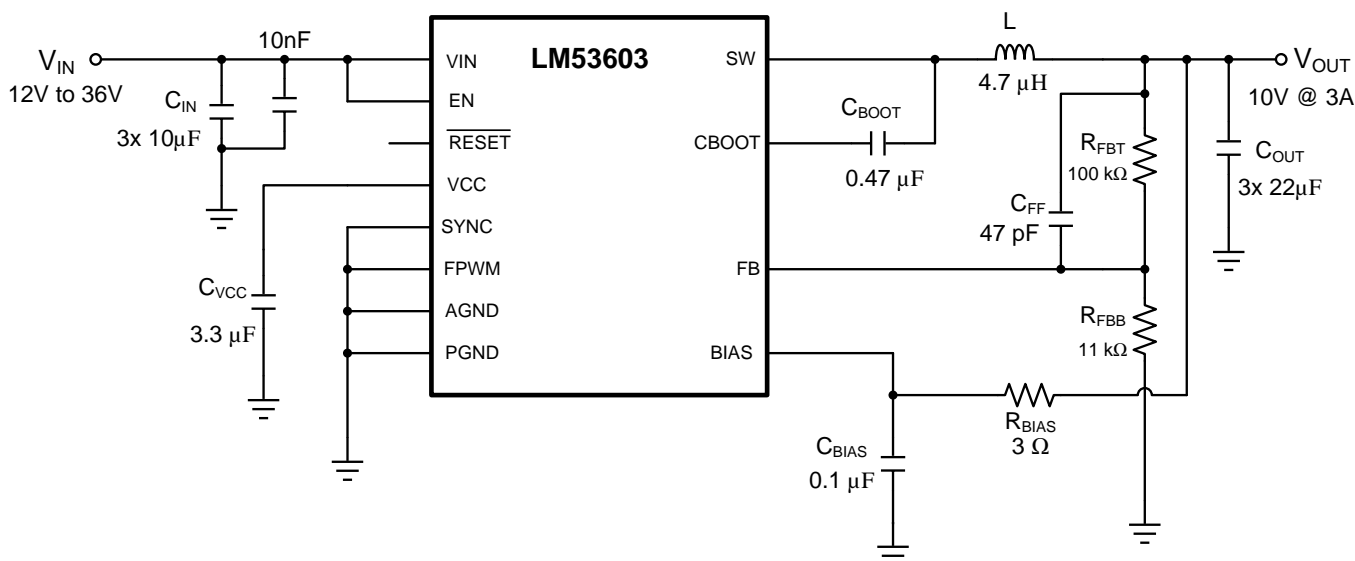 V_IN
12V to 36V
C_IN
3x 10µF
10nF
C_VCC
3.3 µF
LM53603
VIN
EN
RESET
VCC
SYNC
FPWM
AGND
PGND
SW
CBOOT
FB
BIAS
C_BOOT
0.47 µF
L
4.7 µH
C_FF
47 pF
R_FBT
100 kΩ
R_FBB
11 kΩ
R_BIAS
3 Ω
C_BIAS
0.1 µF
V_OUT
10V @ 3A
C_OUT
3x 22µF